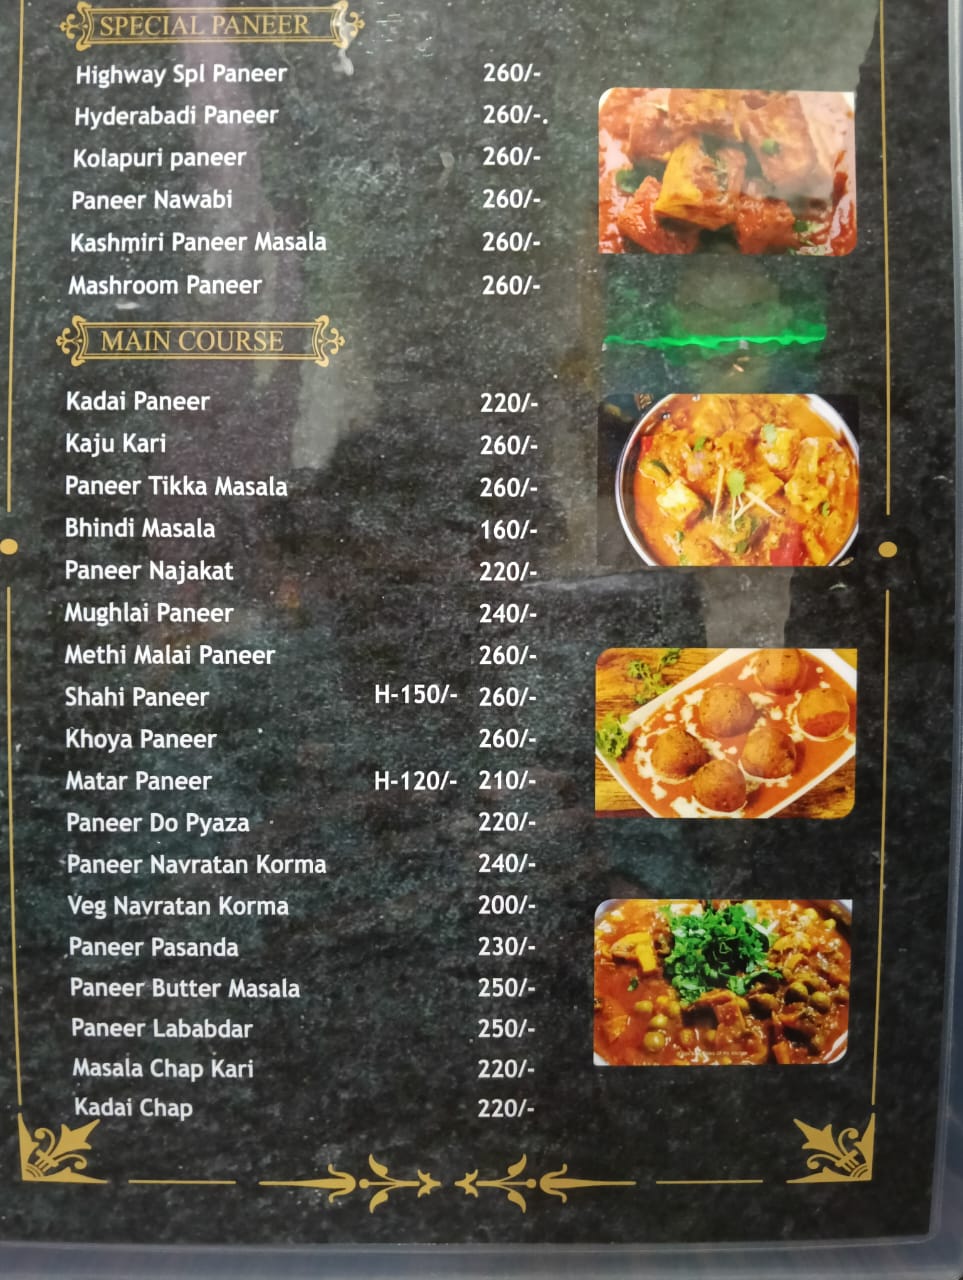 SPECIAL PANEER
Highway Spl Paneer 260/-
Hyderabadi Paneer 260/-.
Kolapuri paneer 260/-
Paneer Nawabi 260/-
Kashmiri Paneer Masala 260/-
Mashroom Paneer 260/-
MAIN COURSE
Kadai Paneer 220/-
Kaju Kari 260/-
Paneer Tikka Masala 260/-
Bhindi Masala 160/-
Paneer Najakat 220/-
Mughlai Paneer 240/-
Methi Malai Paneer 260/-
Shahi Paneer H-150/- 260/-
Khoya Paneer 260/-
Matar Paneer H-120/- 210/-
Paneer Do Pyaza 220/-
Paneer Navratan Korma 240/-
Veg Navratan Korma 200/-
Paneer Pasanda 230/-
Paneer Butter Masala 250/-
Paneer Lababdar 250/-
Masala Chap Kari 220/-
Kadai Chap 220/-